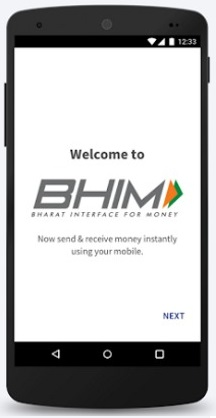 12:33
Welcome to
BHIM
BHARAT INTERFACE FOR MONEY
Now send & receive money instantly
using your mobile.
NEXT